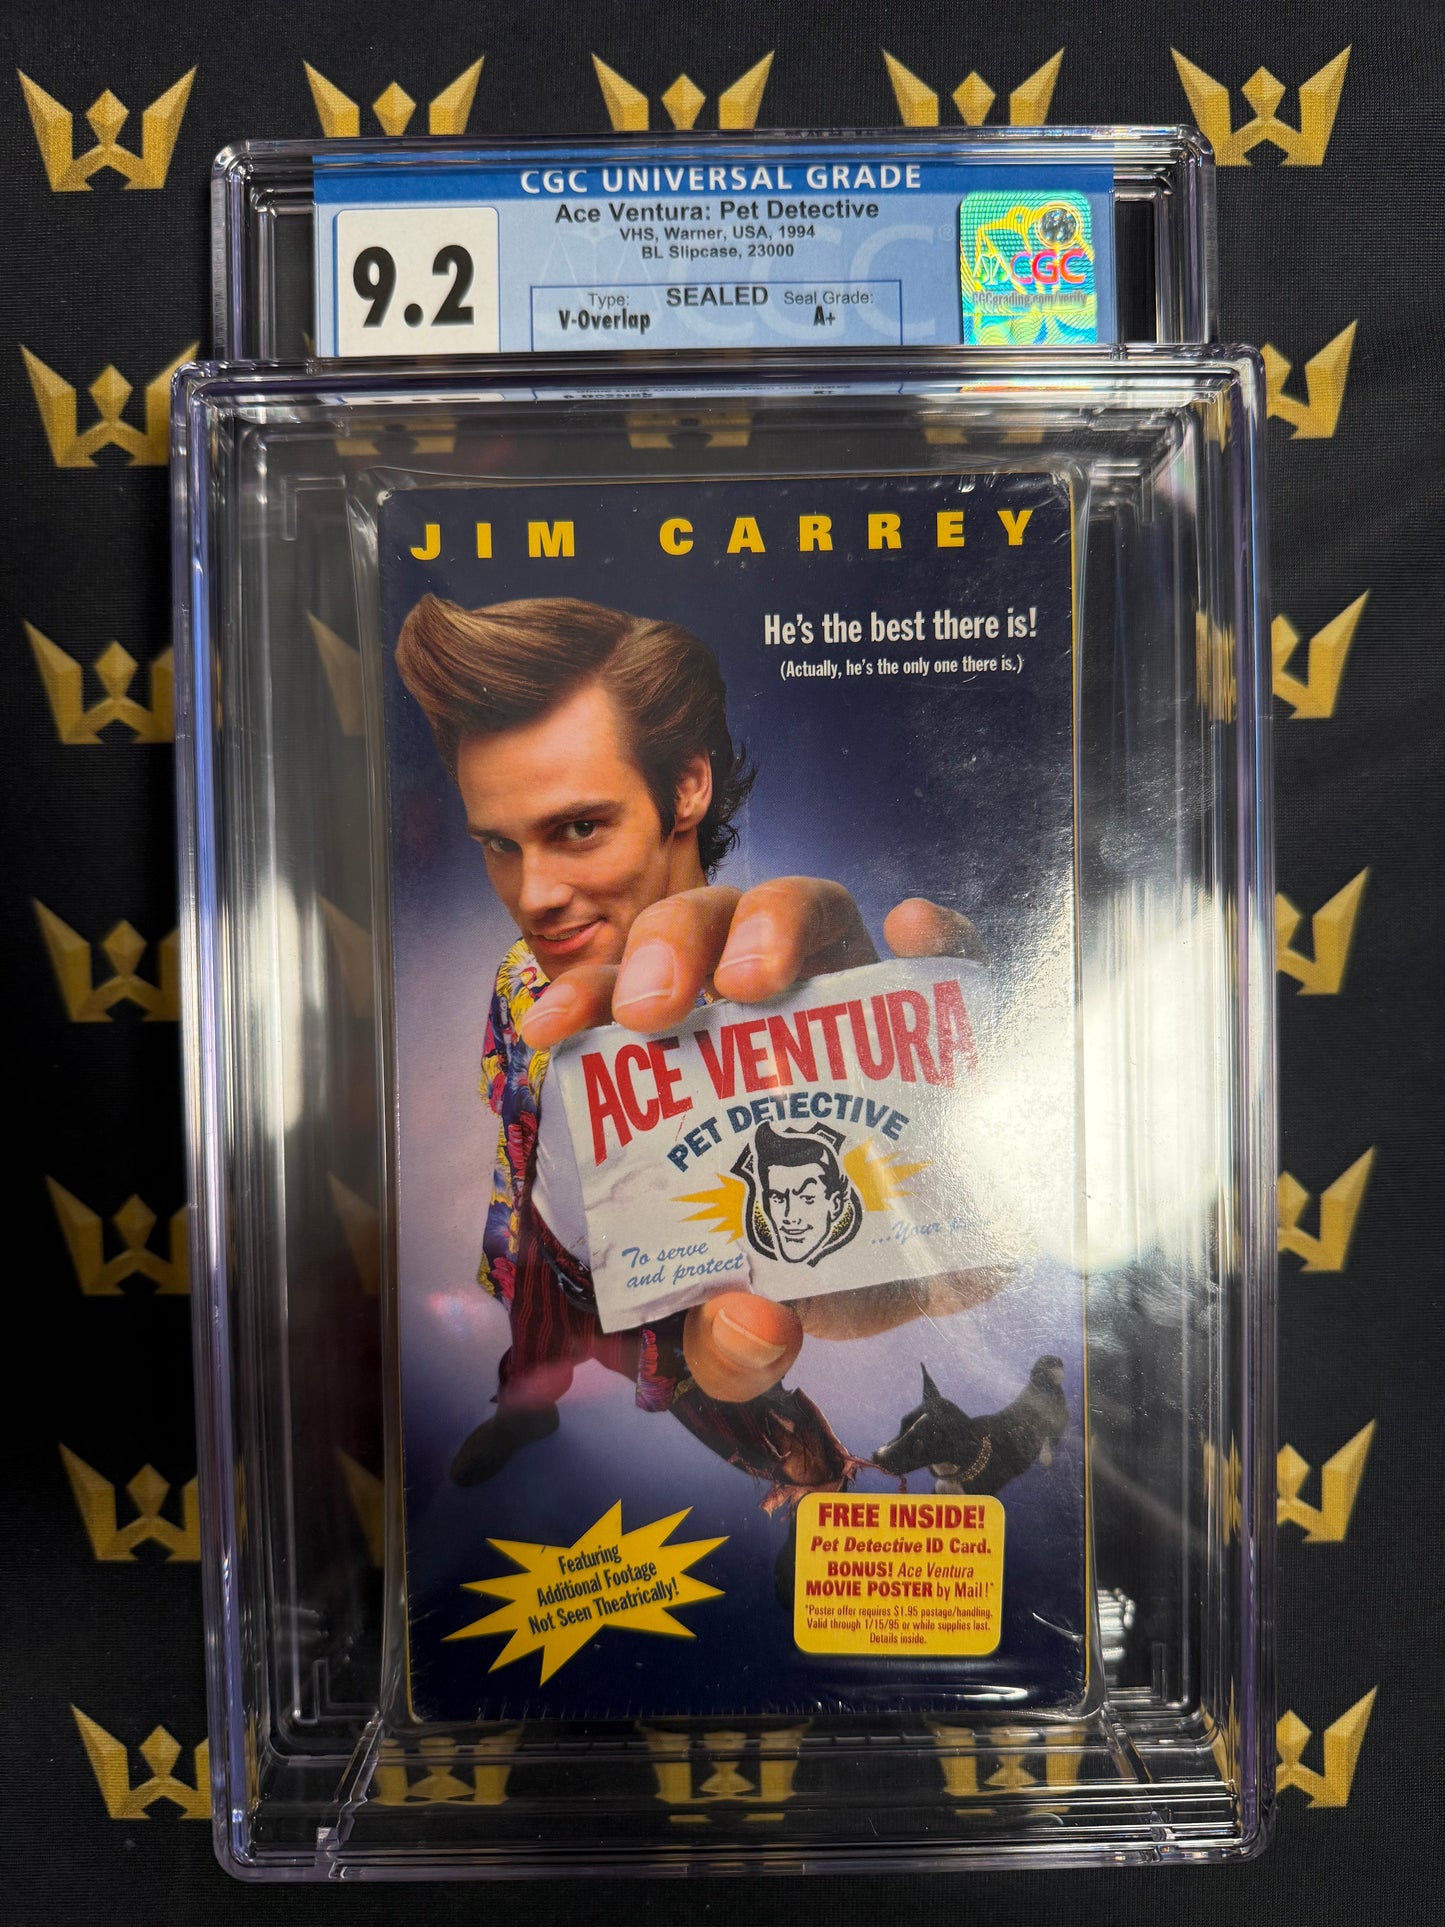 CGC UNIVERSAL GRADE
Ace Ventura: Pet Detective
VHS, Warner, USA, 1994
BL Slipcase, 23000
9.2
Type: SEALED Seal Grade:
V-Overlap A+
CGC
CGCgrading.com/verify
JIM CARREY
He's the best there is!
(Actually, he's the only one there is.)
ACE VENTURA
PET DETECTIVE
To serve
and protect
...Your
Featuring
Additional Footage
Not Seen Theatrically!
FREE INSIDE!
Pet Detective ID Card.
BONUS! Ace Ventura
MOVIE POSTER by Mail!*
*Poster offer requires $1.95 postage/handling.
Valid through 1/15/95 or while supplies last.
Details inside.